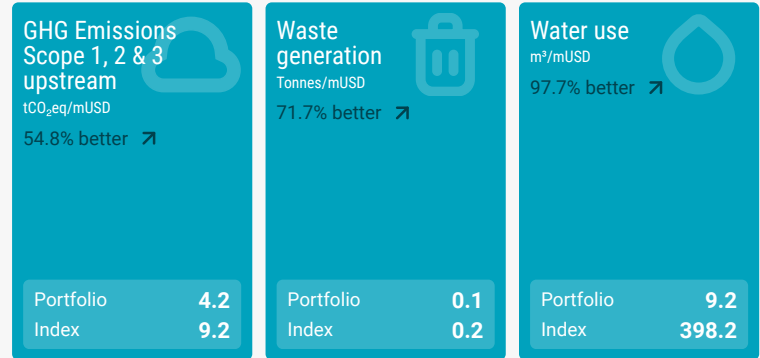 GHG Emissions
Scope 1, 2 & 3
upstream
tCO₂eq/mUSD
54.8% better
Portfolio 4.2
Index 9.2
Waste
generation
Tonnes/mUSD
71.7% better
Portfolio 0.1
Index 0.2
Water use
m³/mUSD
97.7% better
Portfolio 9.2
Index 398.2